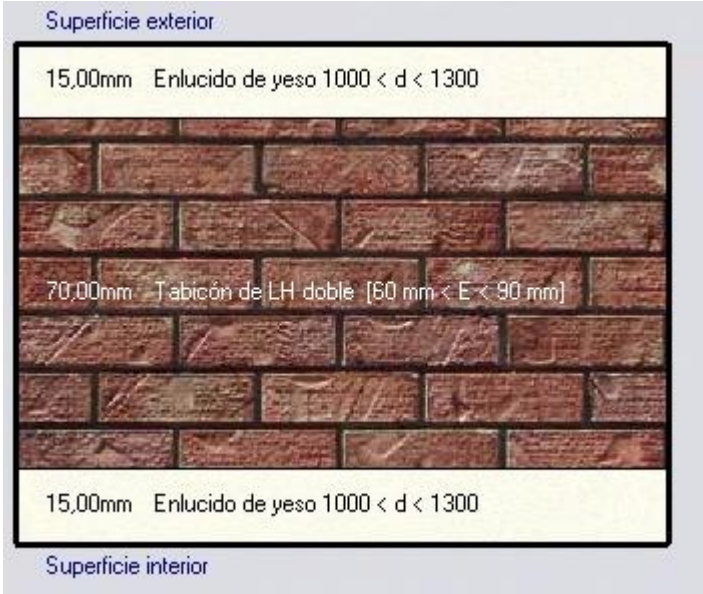 Superficie exterior
15,00mm Enlucido de yeso 1000 < d < 1300
70,00mm Tabicón de LH doble [60 mm < E < 90 mm]
15,00mm Enlucido de yeso 1000 < d < 1300
Superficie interior